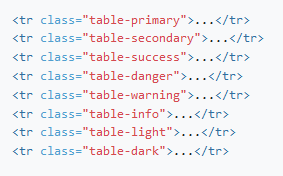 <tr class="table-primary">...</tr>
<tr class="table-secondary">...</tr>
<tr class="table-success">...</tr>
<tr class="table-danger">...</tr>
<tr class="table-warning">...</tr>
<tr class="table-info">...</tr>
<tr class="table-light">...</tr>
<tr class="table-dark">...</tr>